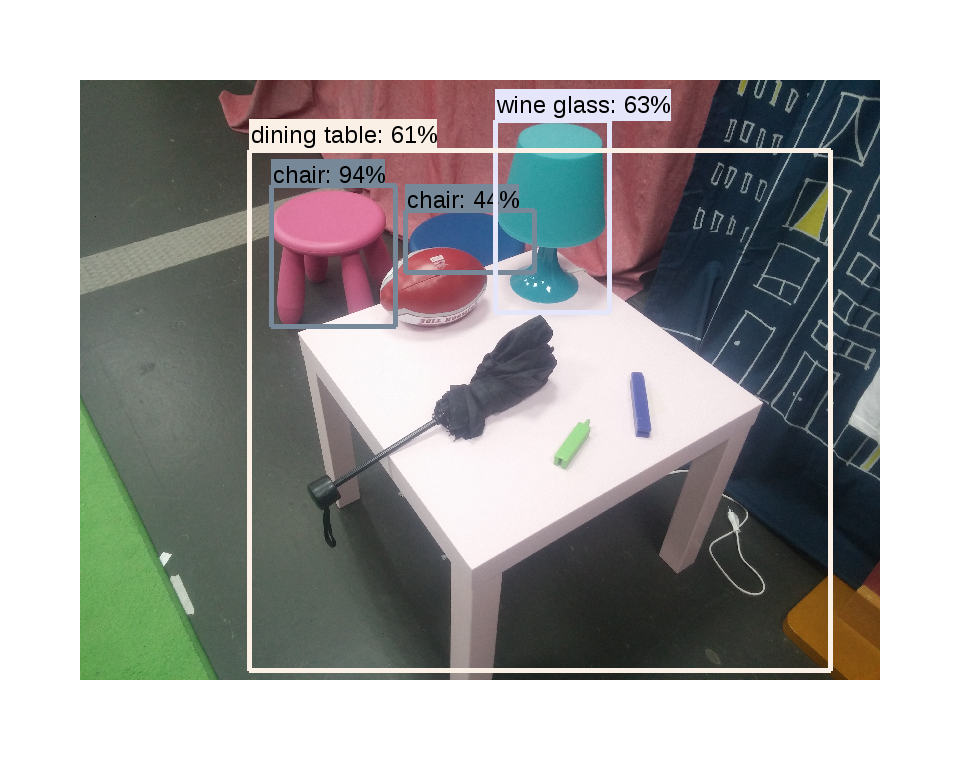 wine glass: 63%
dining table: 61%
chair: 94%
chair: 44%